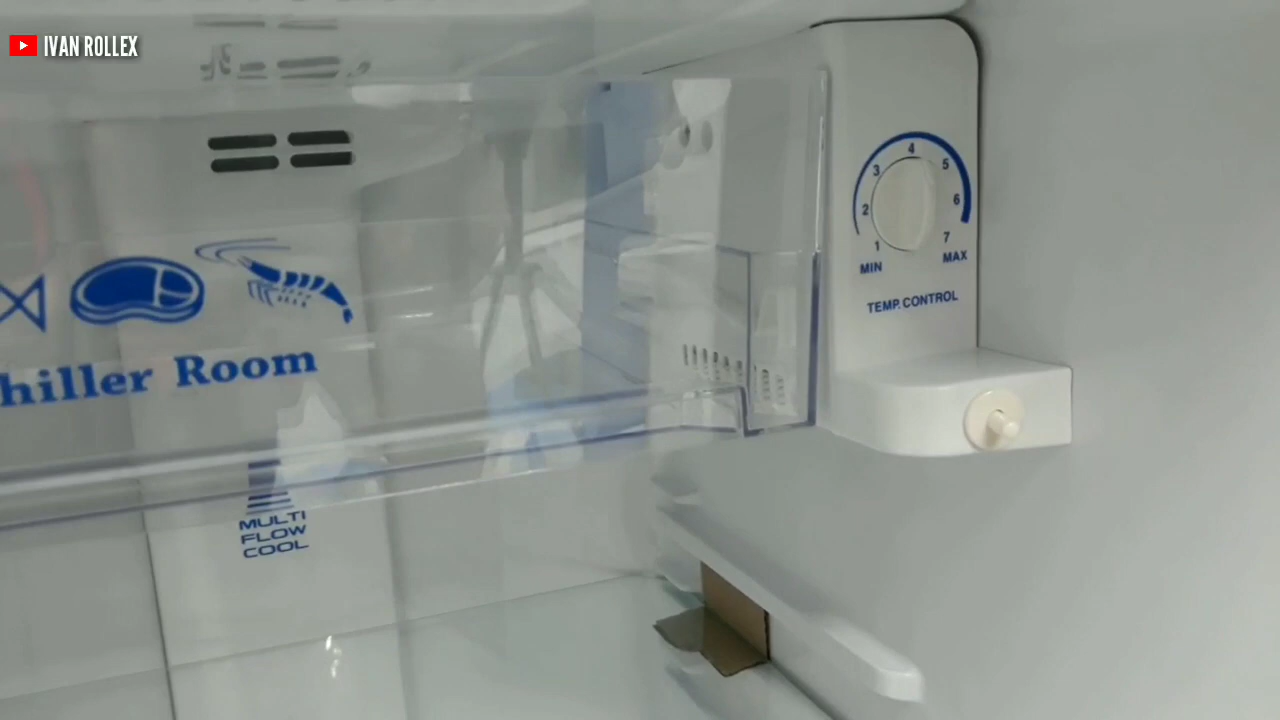 IVAN ROLLEX
4
3
5
2
6
1
7
MIN
MAX
TEMP. CONTROL
hiller Room
MULTI
FLOW
COOL